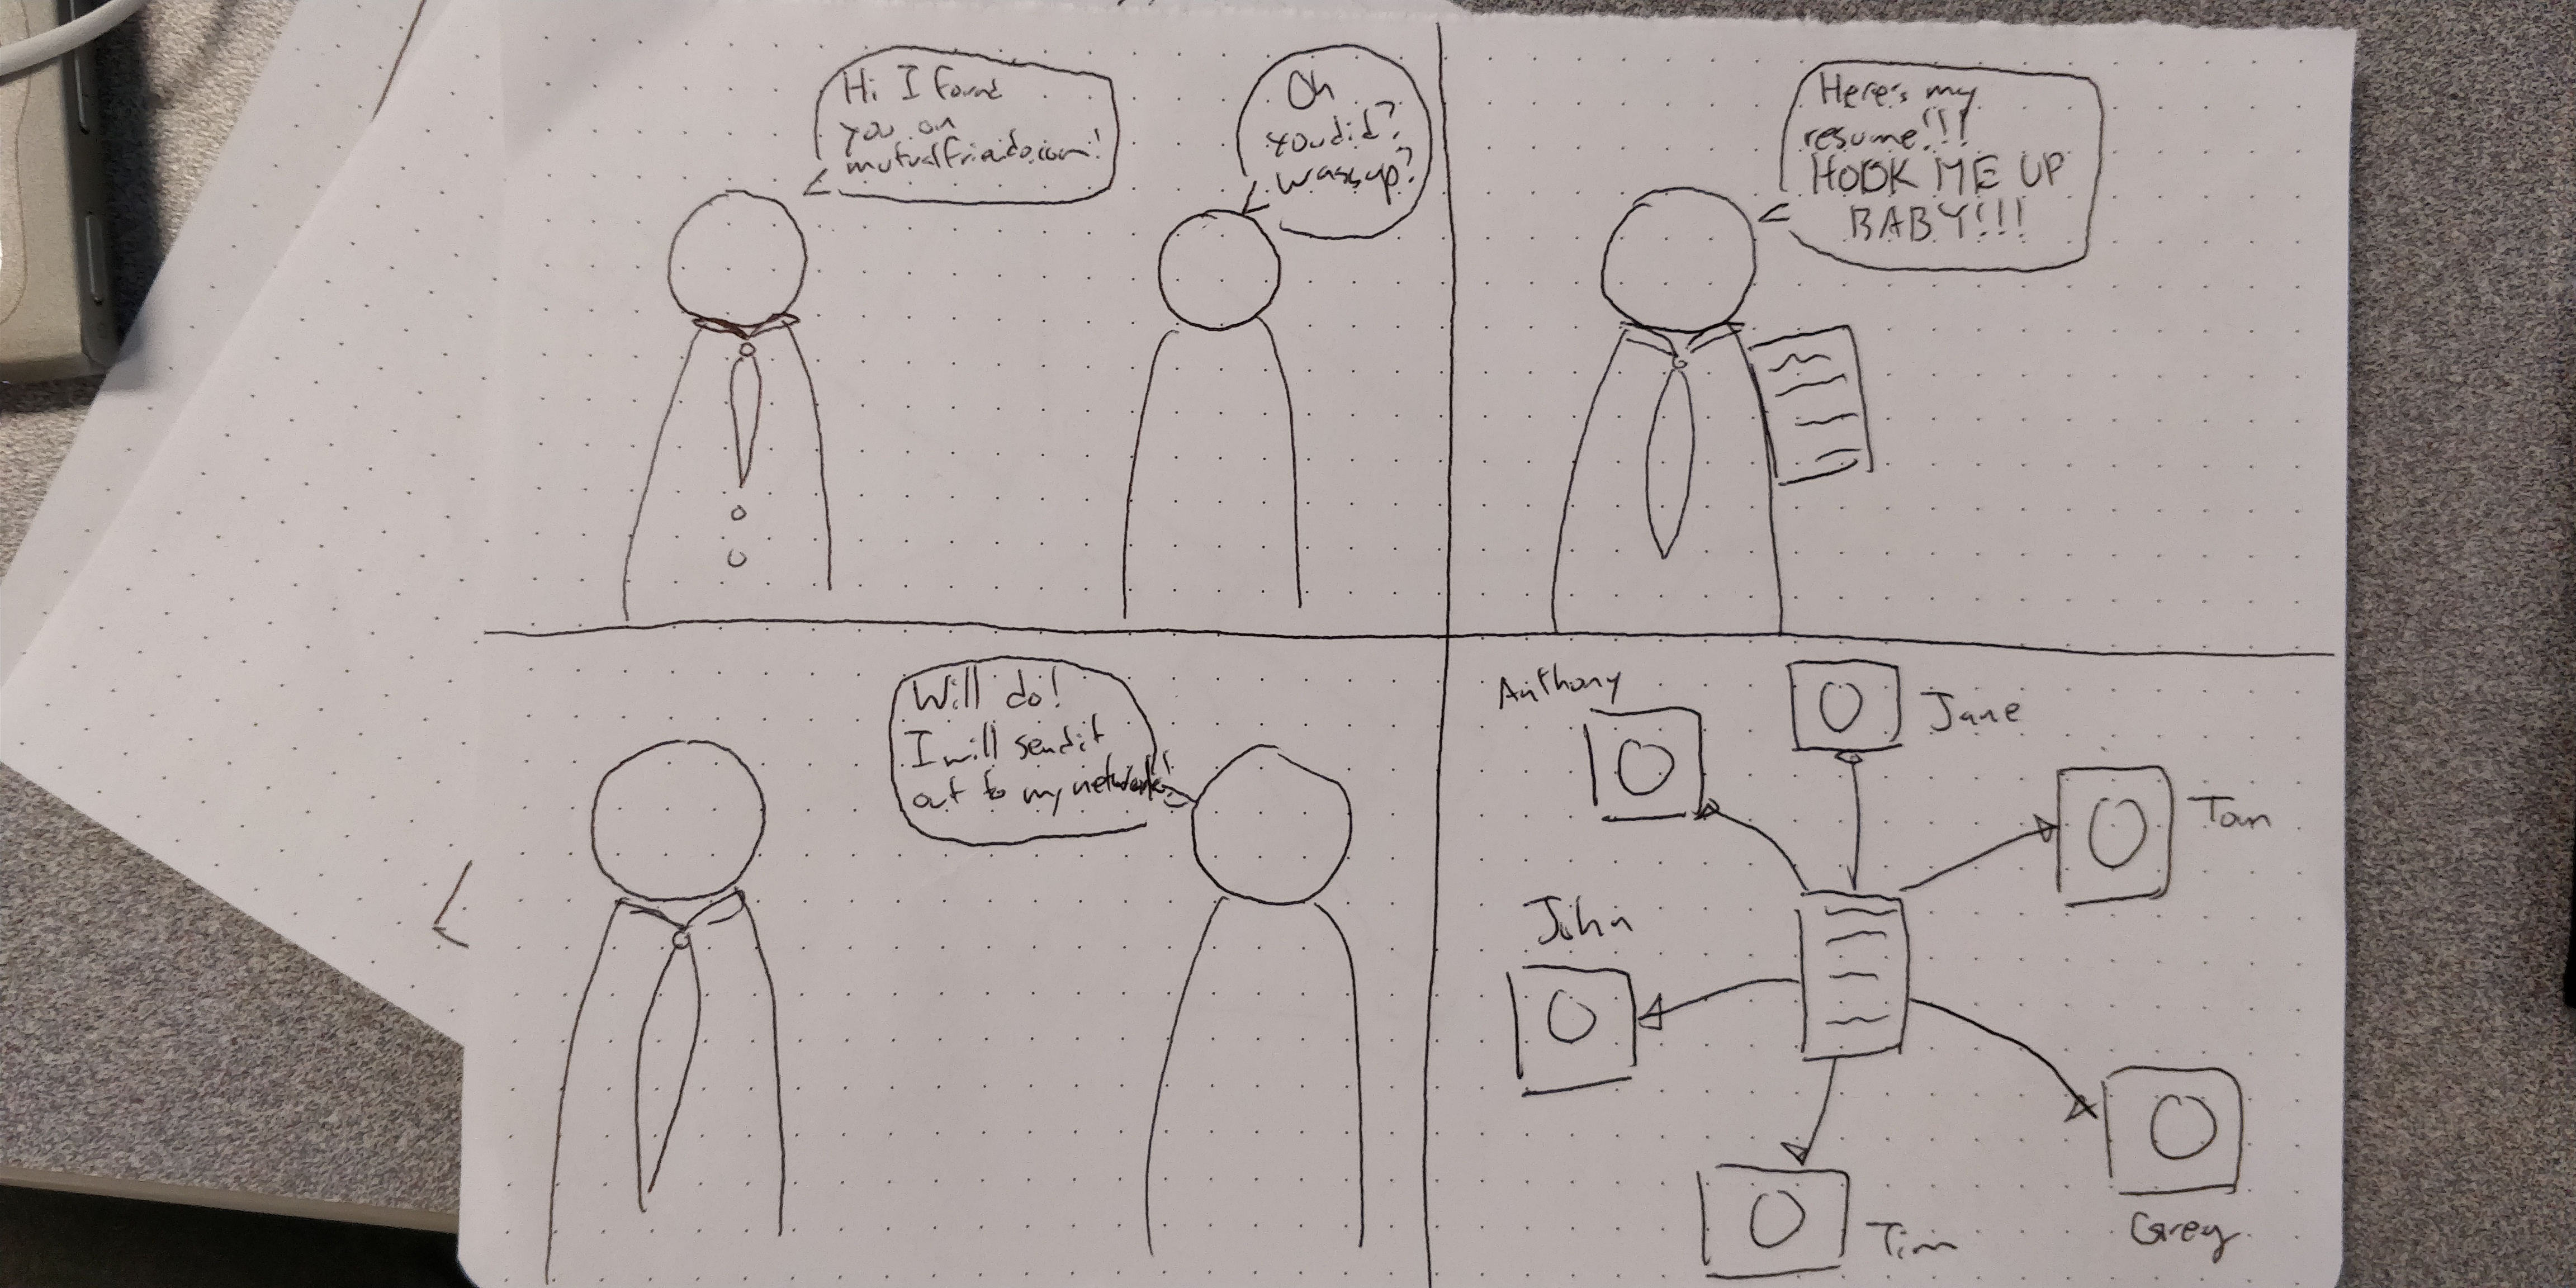 Hi I found
you on
mutualfriends.com!
Oh
you did?
wassup?
Here's my
resume!!!
HOOK ME UP
BABY!!!
Will do!
I will send it
out to my network!
Anthony
Jane
Tom
John
Tim
Greg